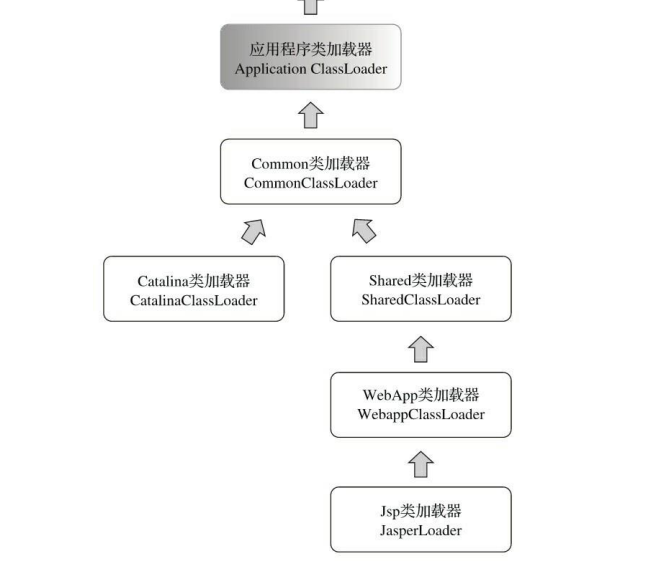 应用程序类加载器
Application ClassLoader
Common类加载器
CommonClassLoader
Catalina类加载器
CatalinaClassLoader
Shared类加载器
SharedClassLoader
WebApp类加载器
WebappClassLoader
Jsp类加载器
JasperLoader